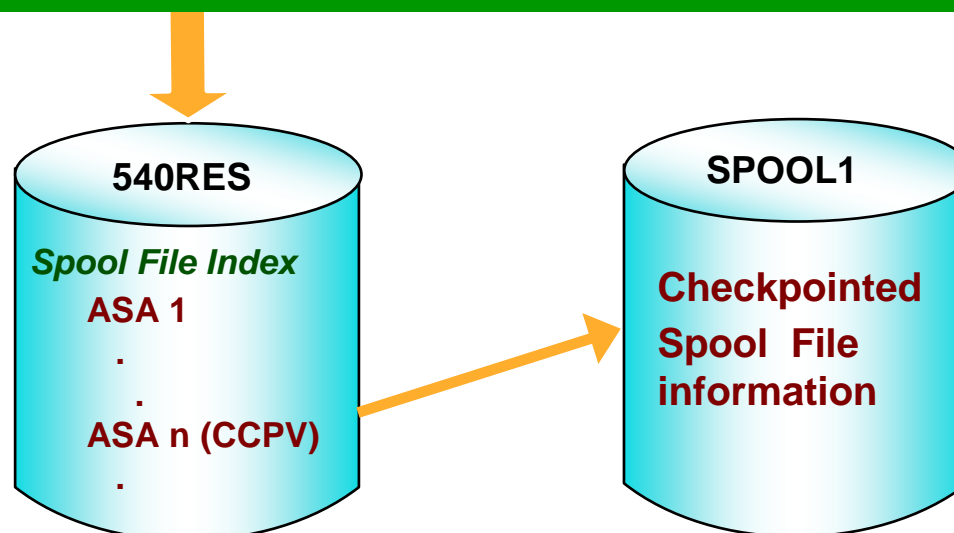 540RES
Spool File Index
ASA 1
.
.
ASA n (CCPV)
.
SPOOL1
Checkpointed
Spool File
information